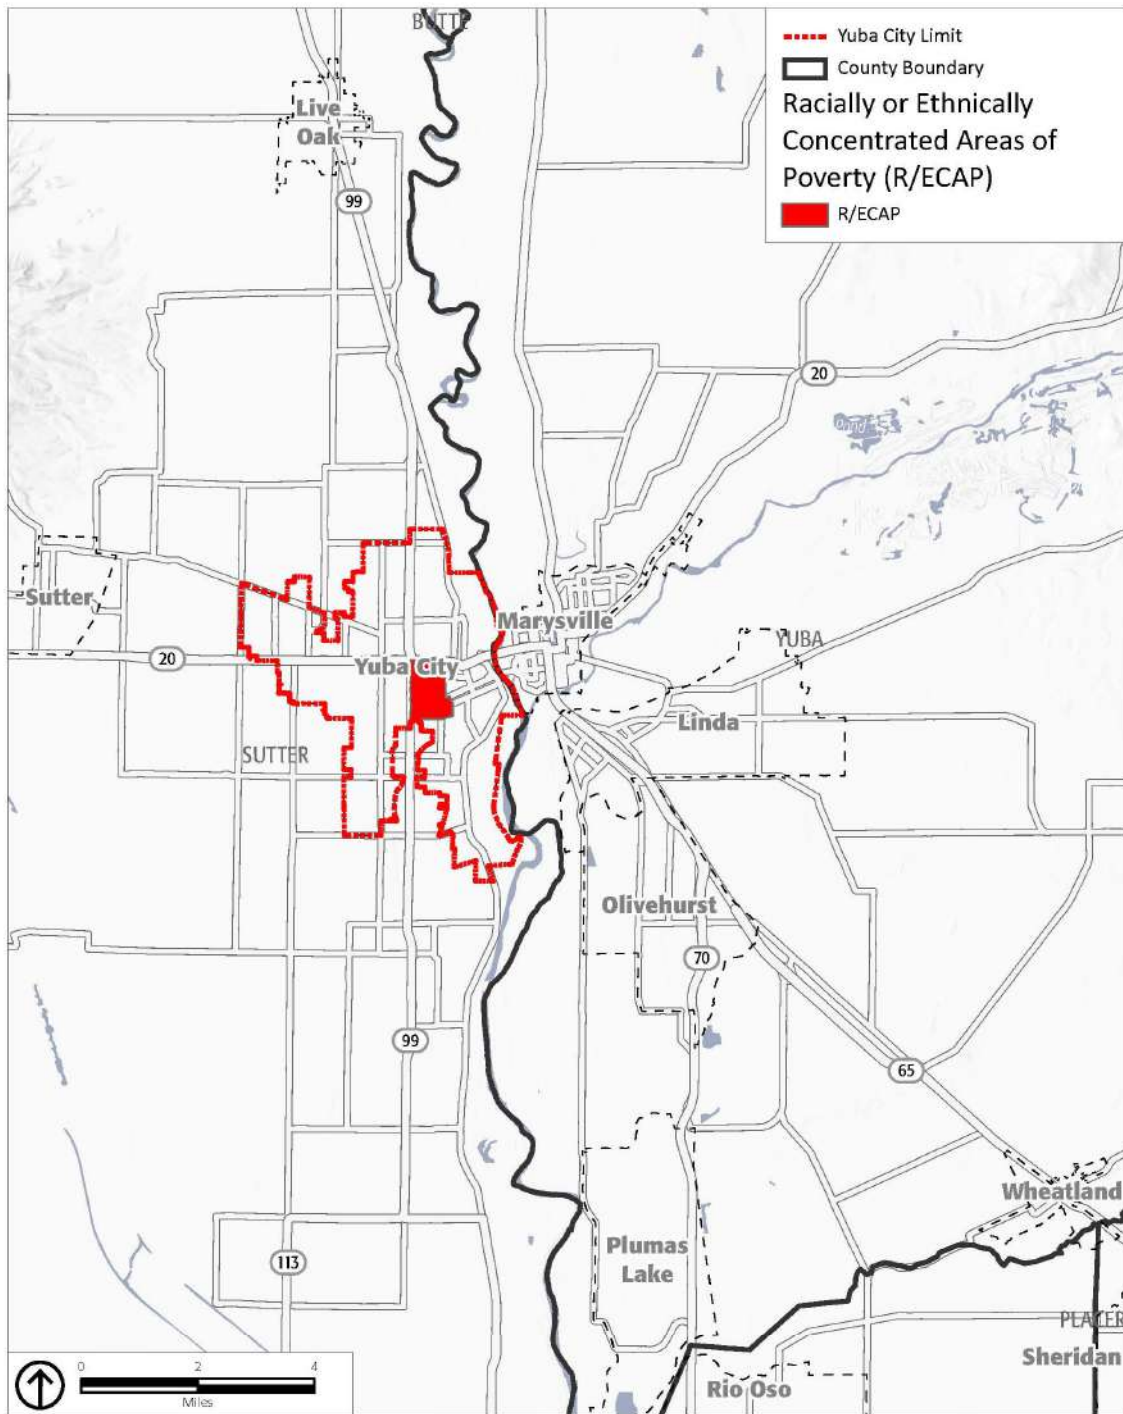 BUTTE
Yuba City Limit
County Boundary
Racially or Ethnically
Concentrated Areas of
Poverty (R/ECAP)
R/ECAP
Live
Oak
99
20
Sutter
Marysville
YUBA
20
Yuba City
Linda
SUTTER
Olivehurst
70
99
65
Wheatland
Plumas
Lake
113
PLACER
Sheridan
Rio Oso
0 2 4
Miles